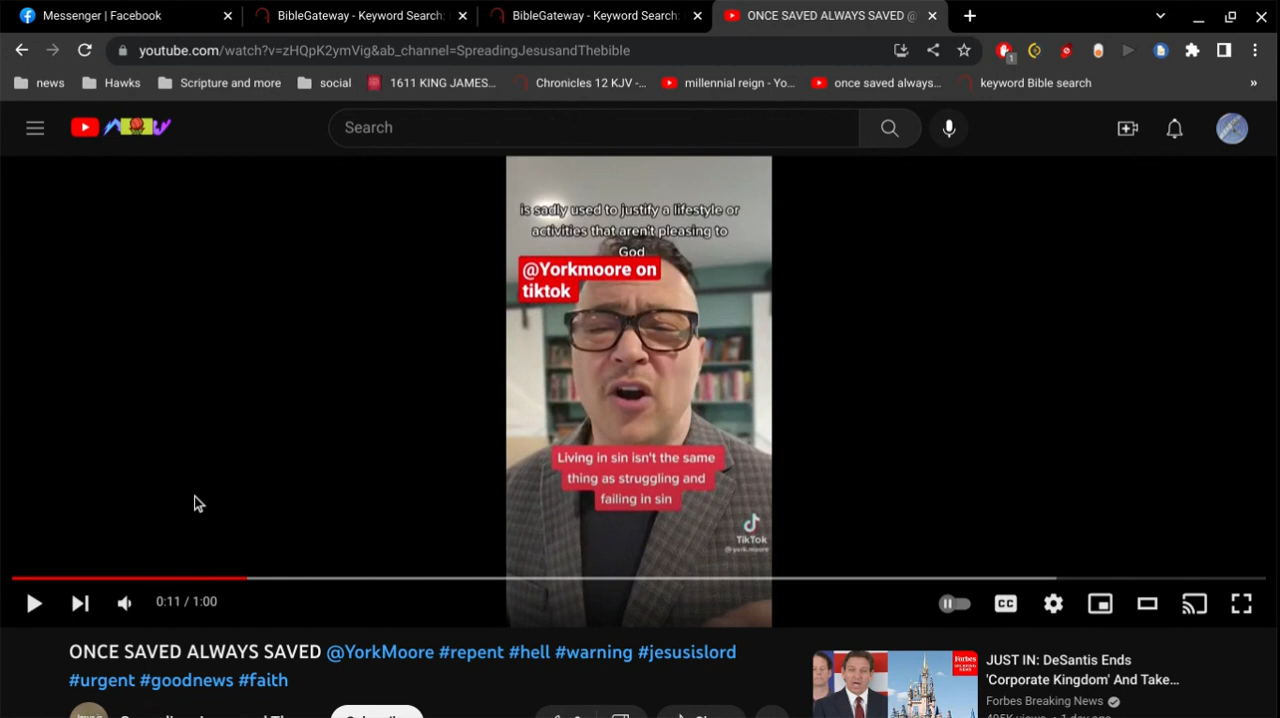 Messenger | Facebook
BibleGateway - Keyword Search:
BibleGateway - Keyword Search:
ONCE SAVED ALWAYS SAVED @
youtube.com/watch?v=zHQpK2ymVig&ab_channel=SpreadingJesusandThebible
1
news
Hawks
Scripture and more
social
1611 KING JAMES...
Chronicles 12 KJV -...
millennial reign - Yo...
once saved always...
keyword Bible search
»
Search
is sadly used to justify a lifestyle or
activities that aren't pleasing to
God
@Yorkmoore on
tiktok
Living in sin isn't the same
thing as struggling and
failing in sin
TikTok
@york.moore
0:11 / 1:00
CC
ONCE SAVED ALWAYS SAVED @YorkMoore #repent #hell #warning #jesusislord
#urgent #goodnews #faith
Forbes
JUST IN: DeSantis Ends
'Corporate Kingdom' And Take...
Forbes Breaking News